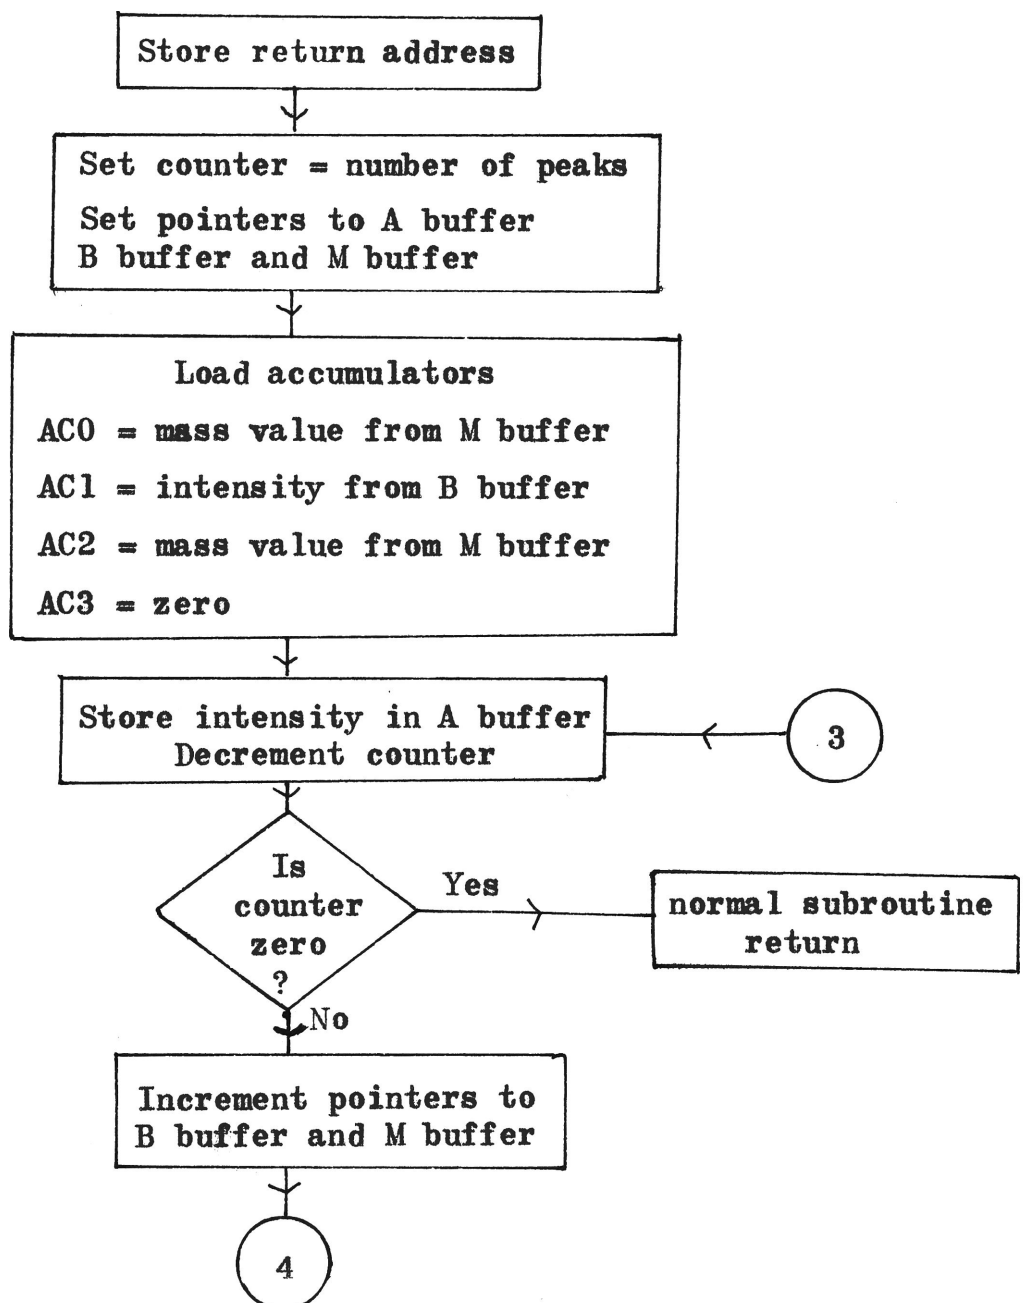 Store return address
Set counter = number of peaks
Set pointers to A buffer
B buffer and M buffer
Load accumulators
AC0 = mass value from M buffer
AC1 = intensity from B buffer
AC2 = mass value from M buffer
AC3 = zero
Store intensity in A buffer
Decrement counter
3
Is
counter
zero
?
Yes
normal subroutine
return
No
Increment pointers to
B buffer and M buffer
4